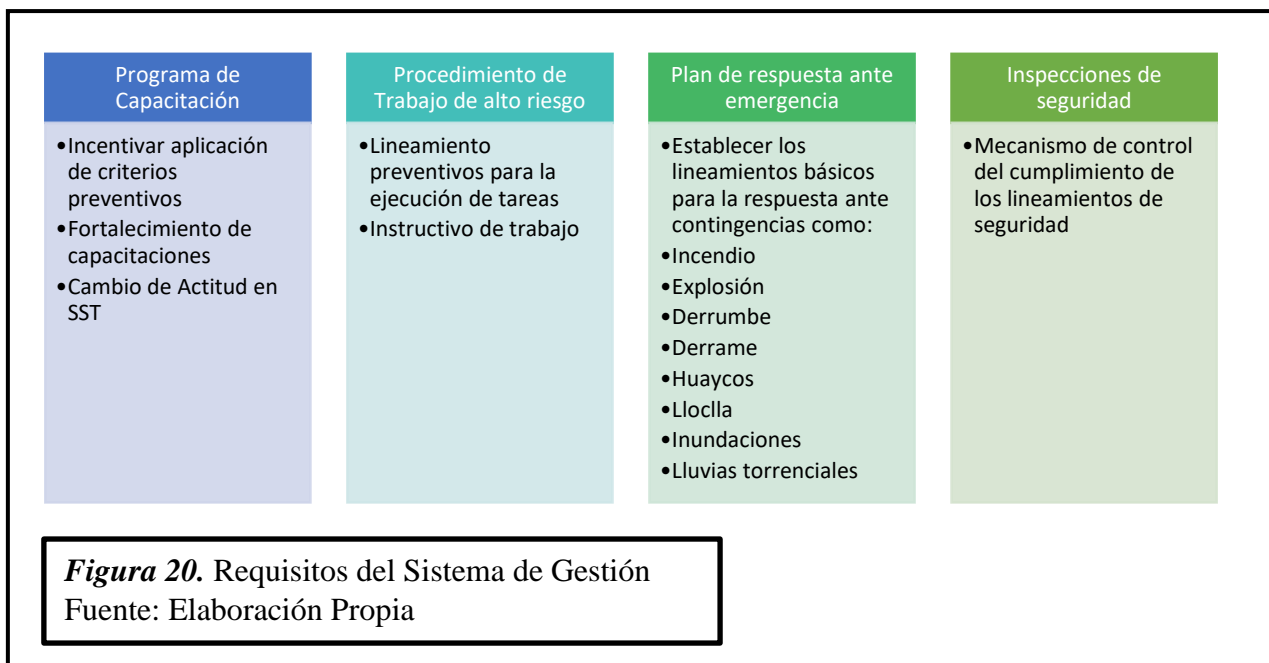 Programa de
Capacitación
•Incentivar aplicación
de criterios
preventivos
•Fortalecimiento de
capacitaciones
•Cambio de Actitud en
SST
Procedimiento de
Trabajo de alto riesgo
•Lineamiento
preventivos para la
ejecución de tareas
•Instructivo de trabajo
Plan de respuesta ante
emergencia
•Establecer los
lineamientos básicos
para la respuesta ante
contingencias como:
•Incendio
•Explosión
•Derrumbe
•Derrame
•Huaycos
•Lloclla
•Inundaciones
•Lluvias torrenciales
Inspecciones de
seguridad
•Mecanismo de control
del cumplimiento de
los lineamientos de
seguridad
Figura 20. Requisitos del Sistema de Gestión
Fuente: Elaboración Propia